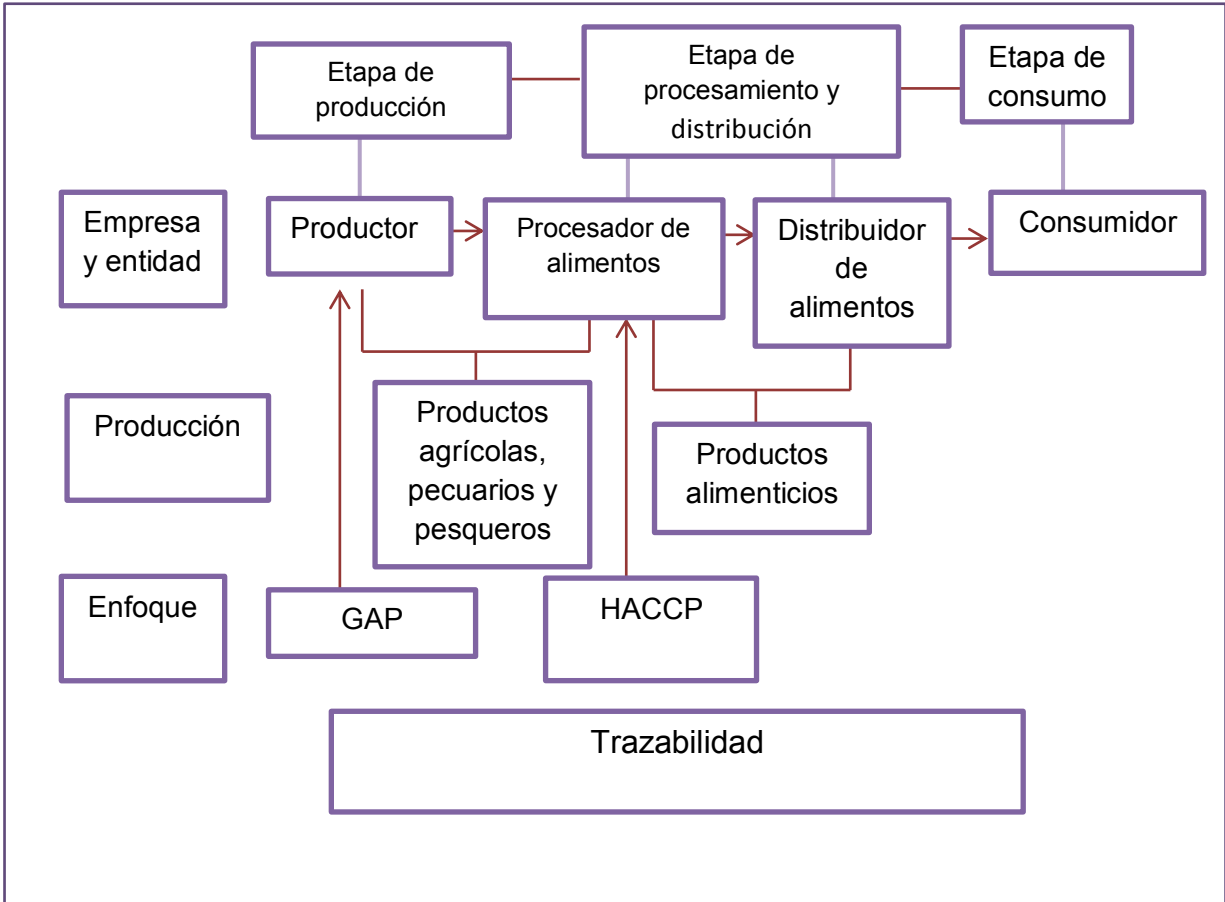 Etapa de
producción
Etapa de
procesamiento y
distribución
Etapa de
consumo
Empresa
y entidad
Productor
Procesador de
alimentos
Distribuidor
de
alimentos
Consumidor
Producción
Productos
agrícolas,
pecuarios y
pesqueros
Productos
alimenticios
Enfoque
GAP
HACCP
Trazabilidad